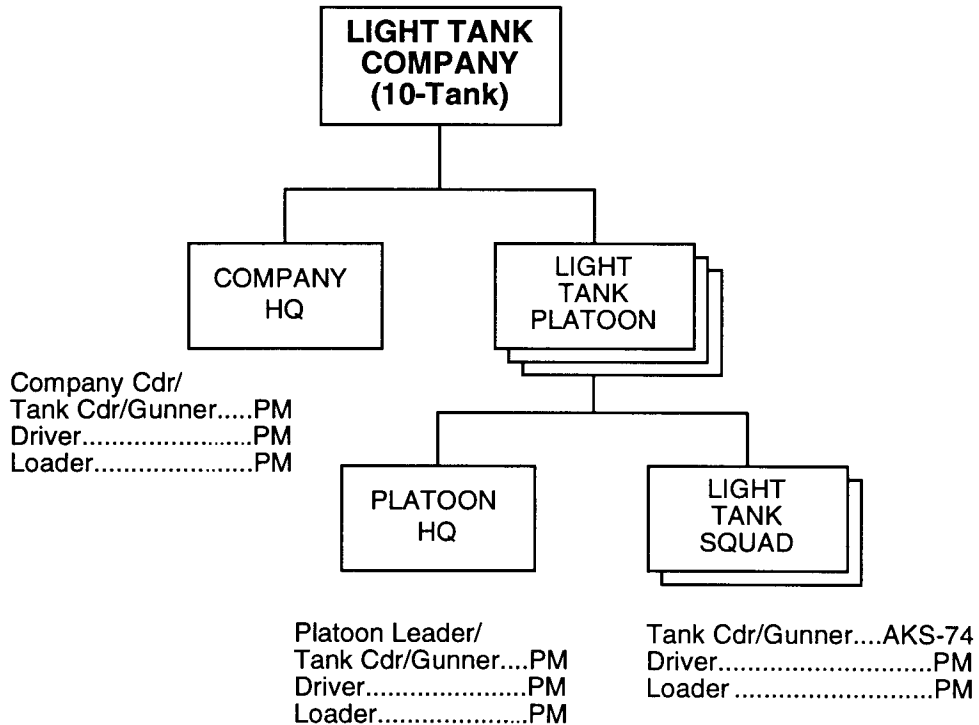 LIGHT TANK
COMPANY
(10-Tank)
COMPANY
HQ
LIGHT
TANK
PLATOON
Company Cdr/
Tank Cdr/Gunner.....PM
Driver.......................PM
Loader......................PM
PLATOON
HQ
LIGHT
TANK
SQUAD
Platoon Leader/
Tank Cdr/Gunner....PM
Driver......................PM
Loader.....................PM
Tank Cdr/Gunner....AKS-74
Driver............................PM
Loader ..........................PM